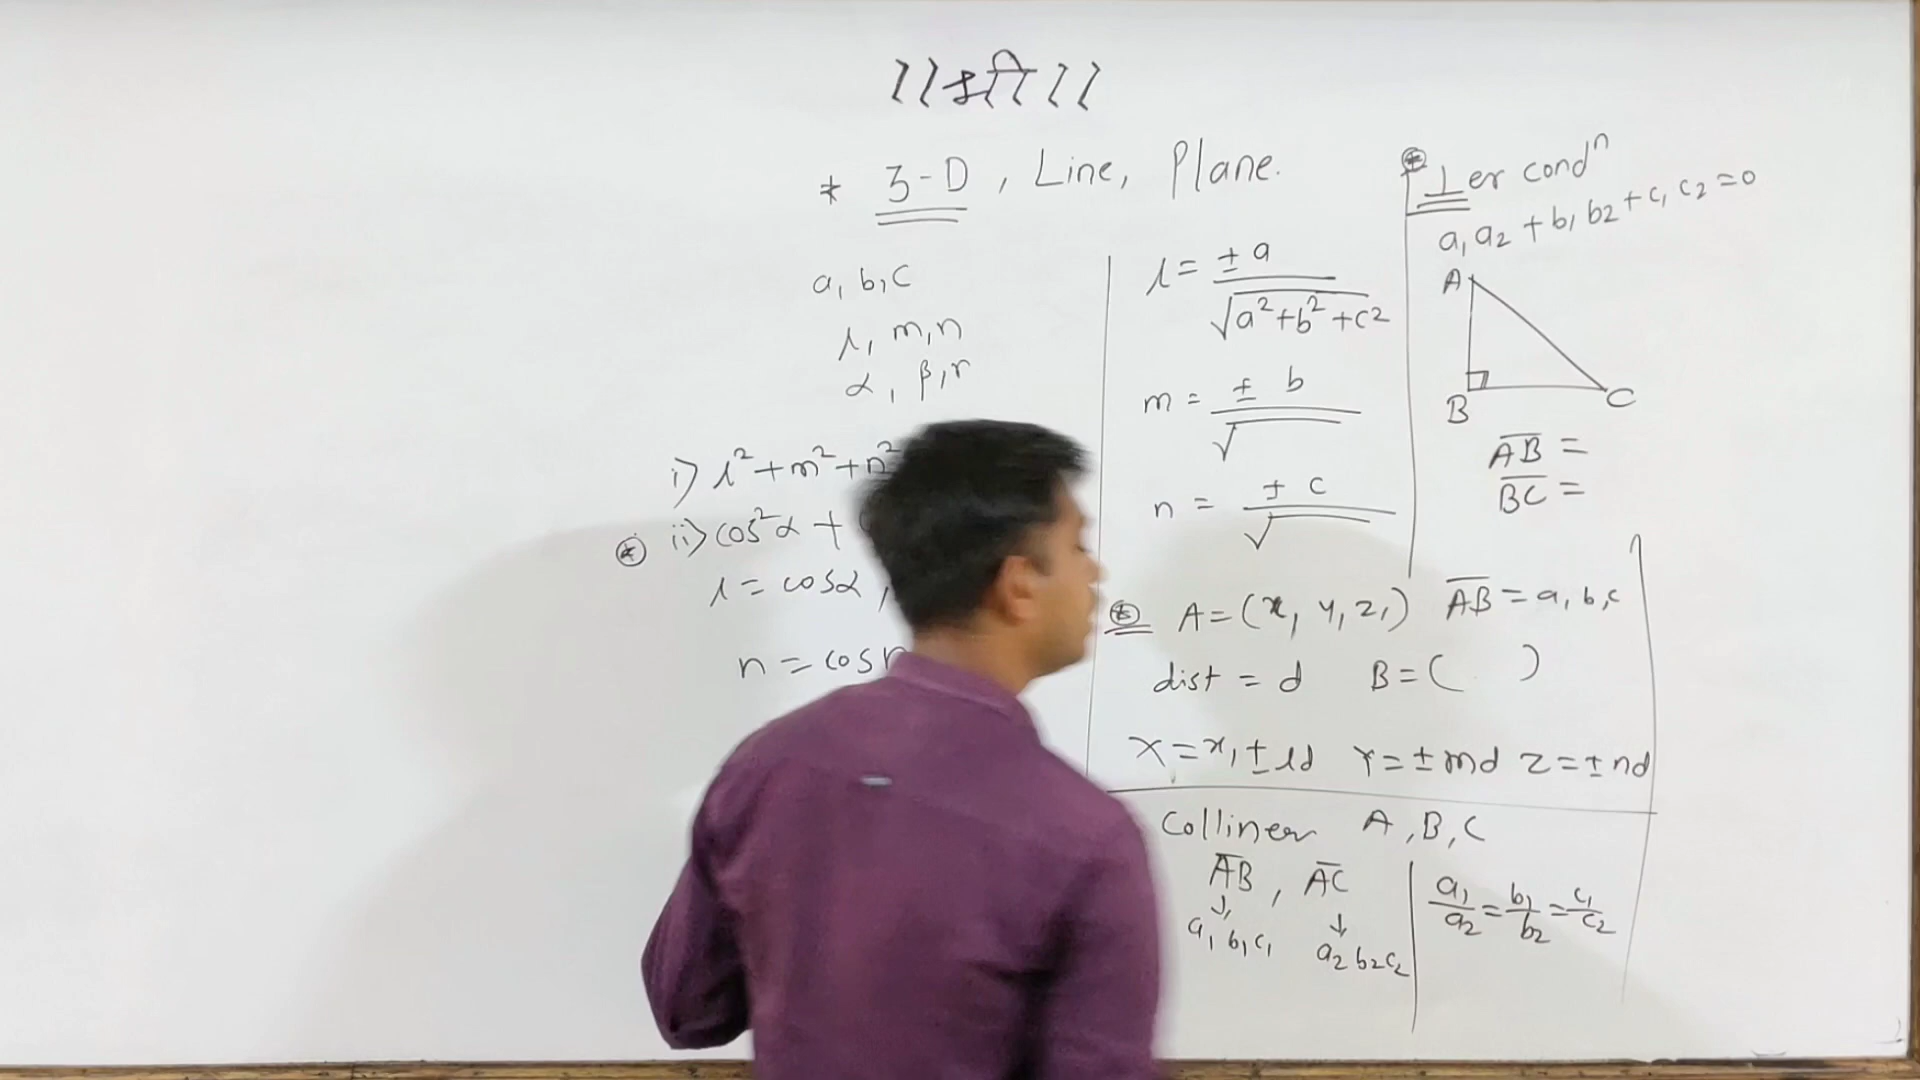 ।।श्री।।
* 3-D, Line, Plane.
a, b, c
l, m, n
α, β, r
i) l²+m²+n²
* ii) cos²α +
l = cosα,
n = cosr
l = ± a / √a²+b²+c²
m = ± b / √
n = ± c / √
* ⊥er condⁿ
a₁a₂ + b₁b₂ + c₁c₂ = 0
A
B C
AB =
BC =
* A = (x₁ y₁ z₁) AB = a, b, c
dist = d B = ( )
X = x₁ ± ld Y = ± md Z = ± nd
Colliner A, B, C
AB, AC
↓ ↓
a₁ b₁ c₁ a₂ b₂ c₂
a₁/a₂ = b₁/b₂ = c₁/c₂